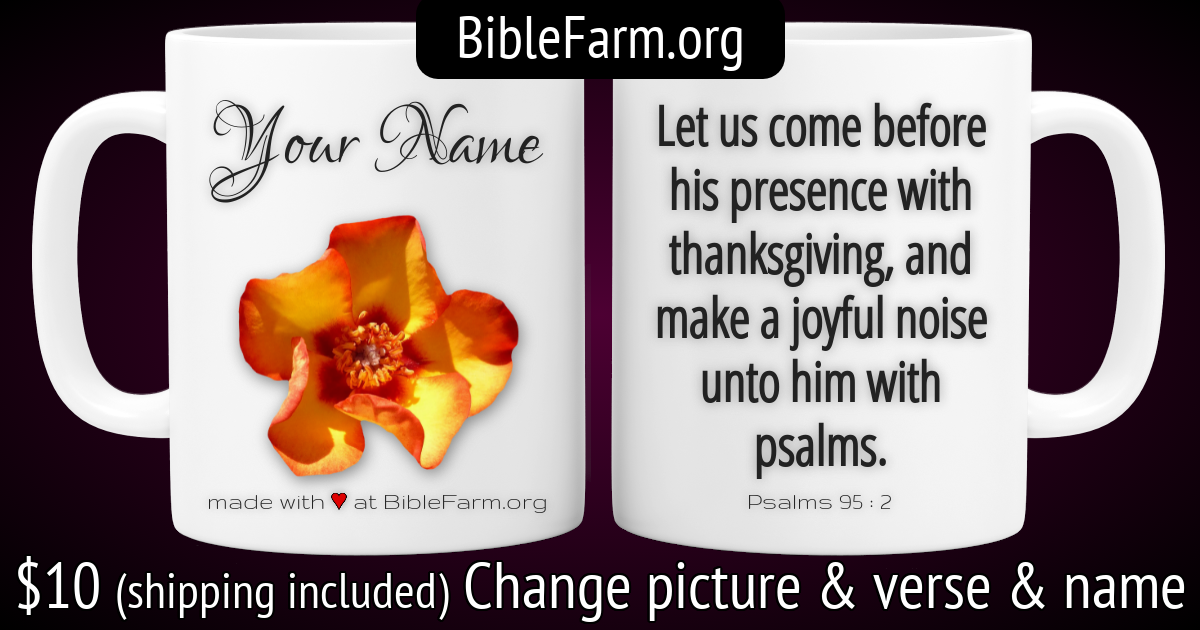 BibleFarm.org
Your Name
made with ♥ at BibleFarm.org
Let us come before
his presence with
thanksgiving, and
make a joyful noise
unto him with
psalms.
Psalms 95 : 2
$10 (shipping included) Change picture & verse & name